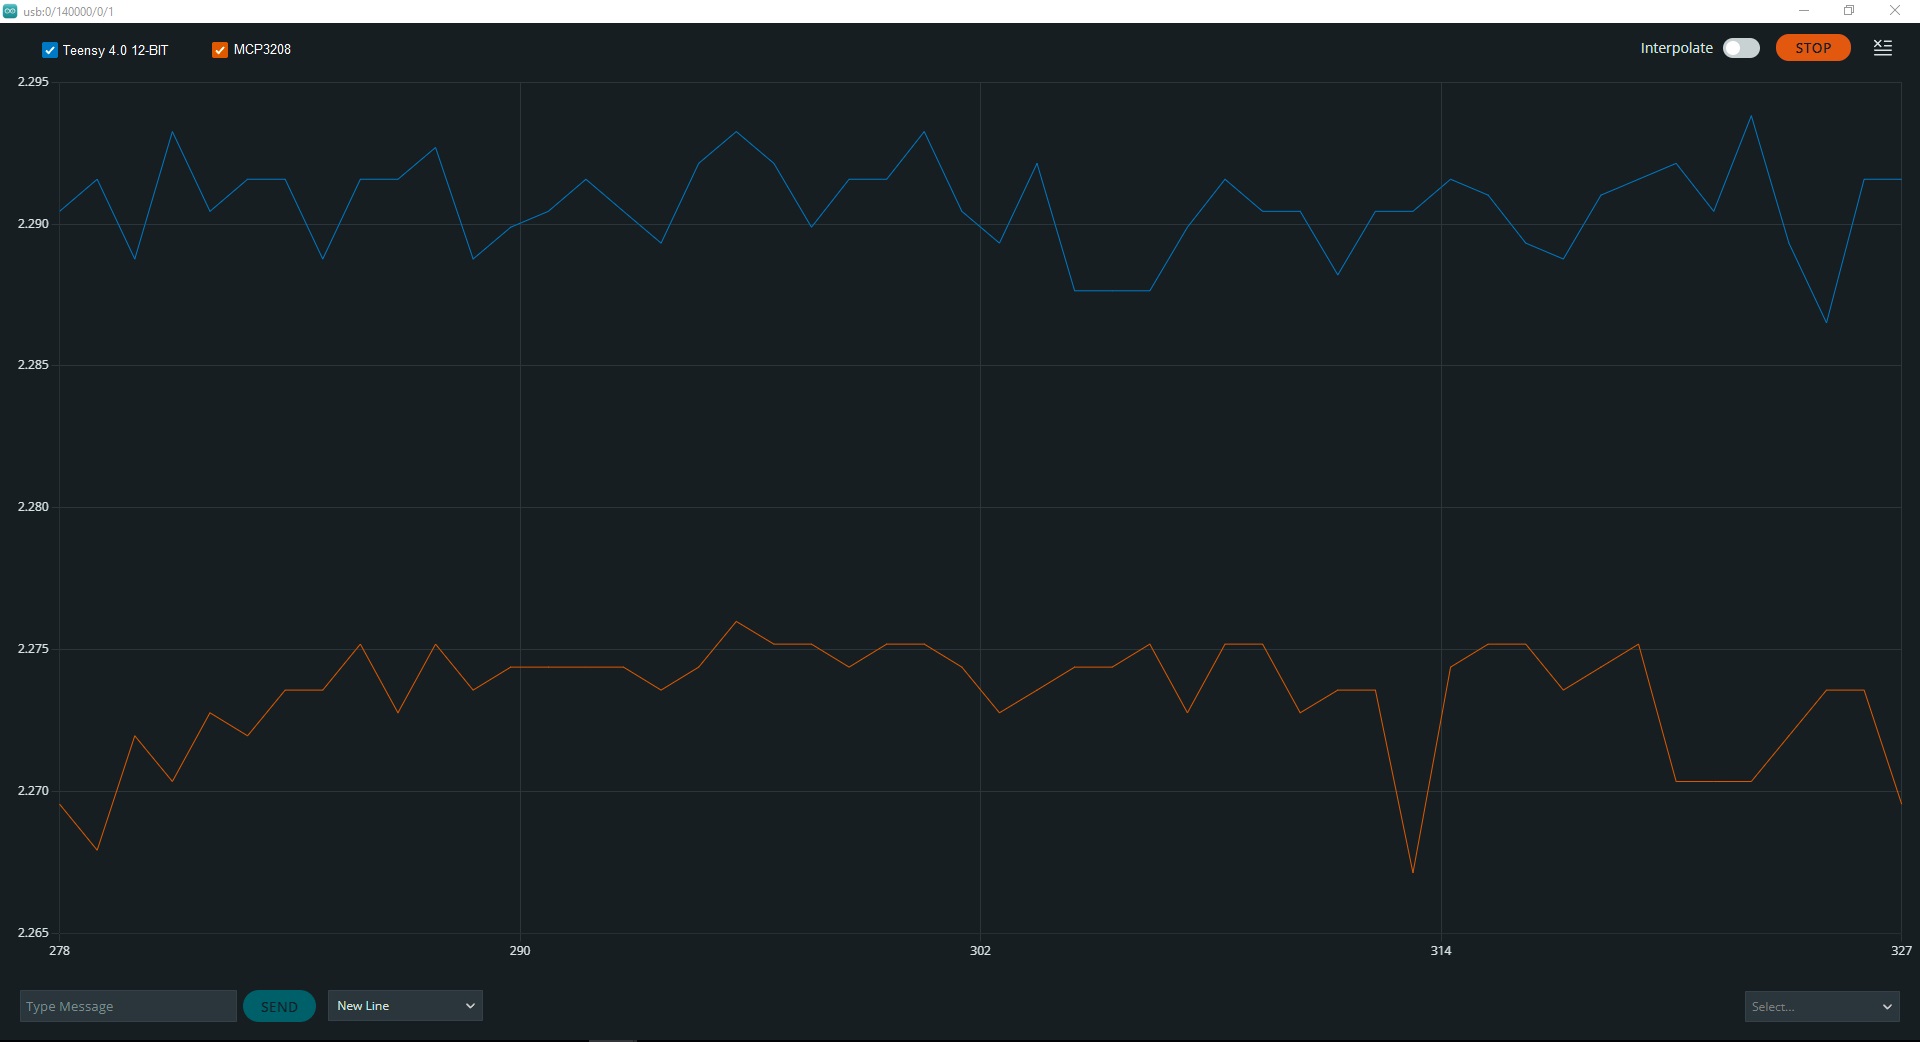 usb:0/140000/0/1
Teensy 4.0 12-BIT
MCP3208
Interpolate
STOP
2.295
2.290
2.285
2.280
2.275
2.270
2.265
278
290
302
314
327
Type Message
SEND
New Line
Select...